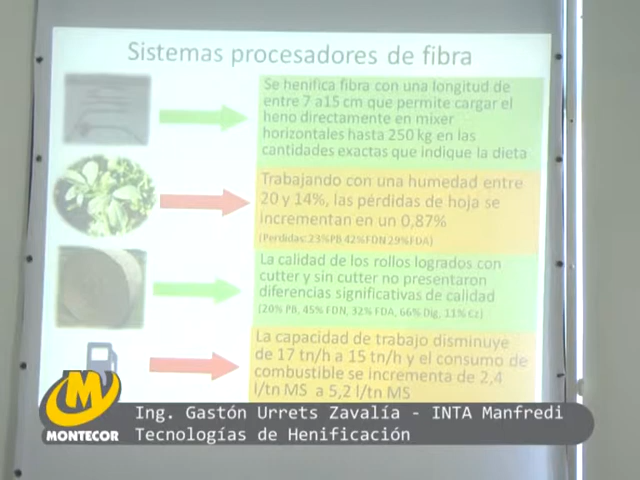 Sistemas procesadores de fibra
Se henifica fibra con una longitud de
entre 7 a15 cm que permite cargar el
heno directamente en mixer
horizontales hasta 250 kg en las
cantidades exactas que indique la dieta
Trabajando con una humedad entre
20 y 14%, las pérdidas de hoja se
incrementan en un 0,87%
(Perdidas:23%PB 42%FDN 29%FDA)
La calidad de los rollos logrados con
cutter y sin cutter no presentaron
diferencias significativas de calidad
(20% PB, 45% FDN, 32% FDA, 66% Dig, 11% Cz)
La capacidad de trabajo disminuye
de 17 tn/h a 15 tn/h y el consumo de
combustible se incrementa de 2,4
l/tn MS a 5,2 l/tn MS
M
MONTECOR
Ing. Gastón Urrets Zavalía - INTA Manfredi
Tecnologías de Henificación